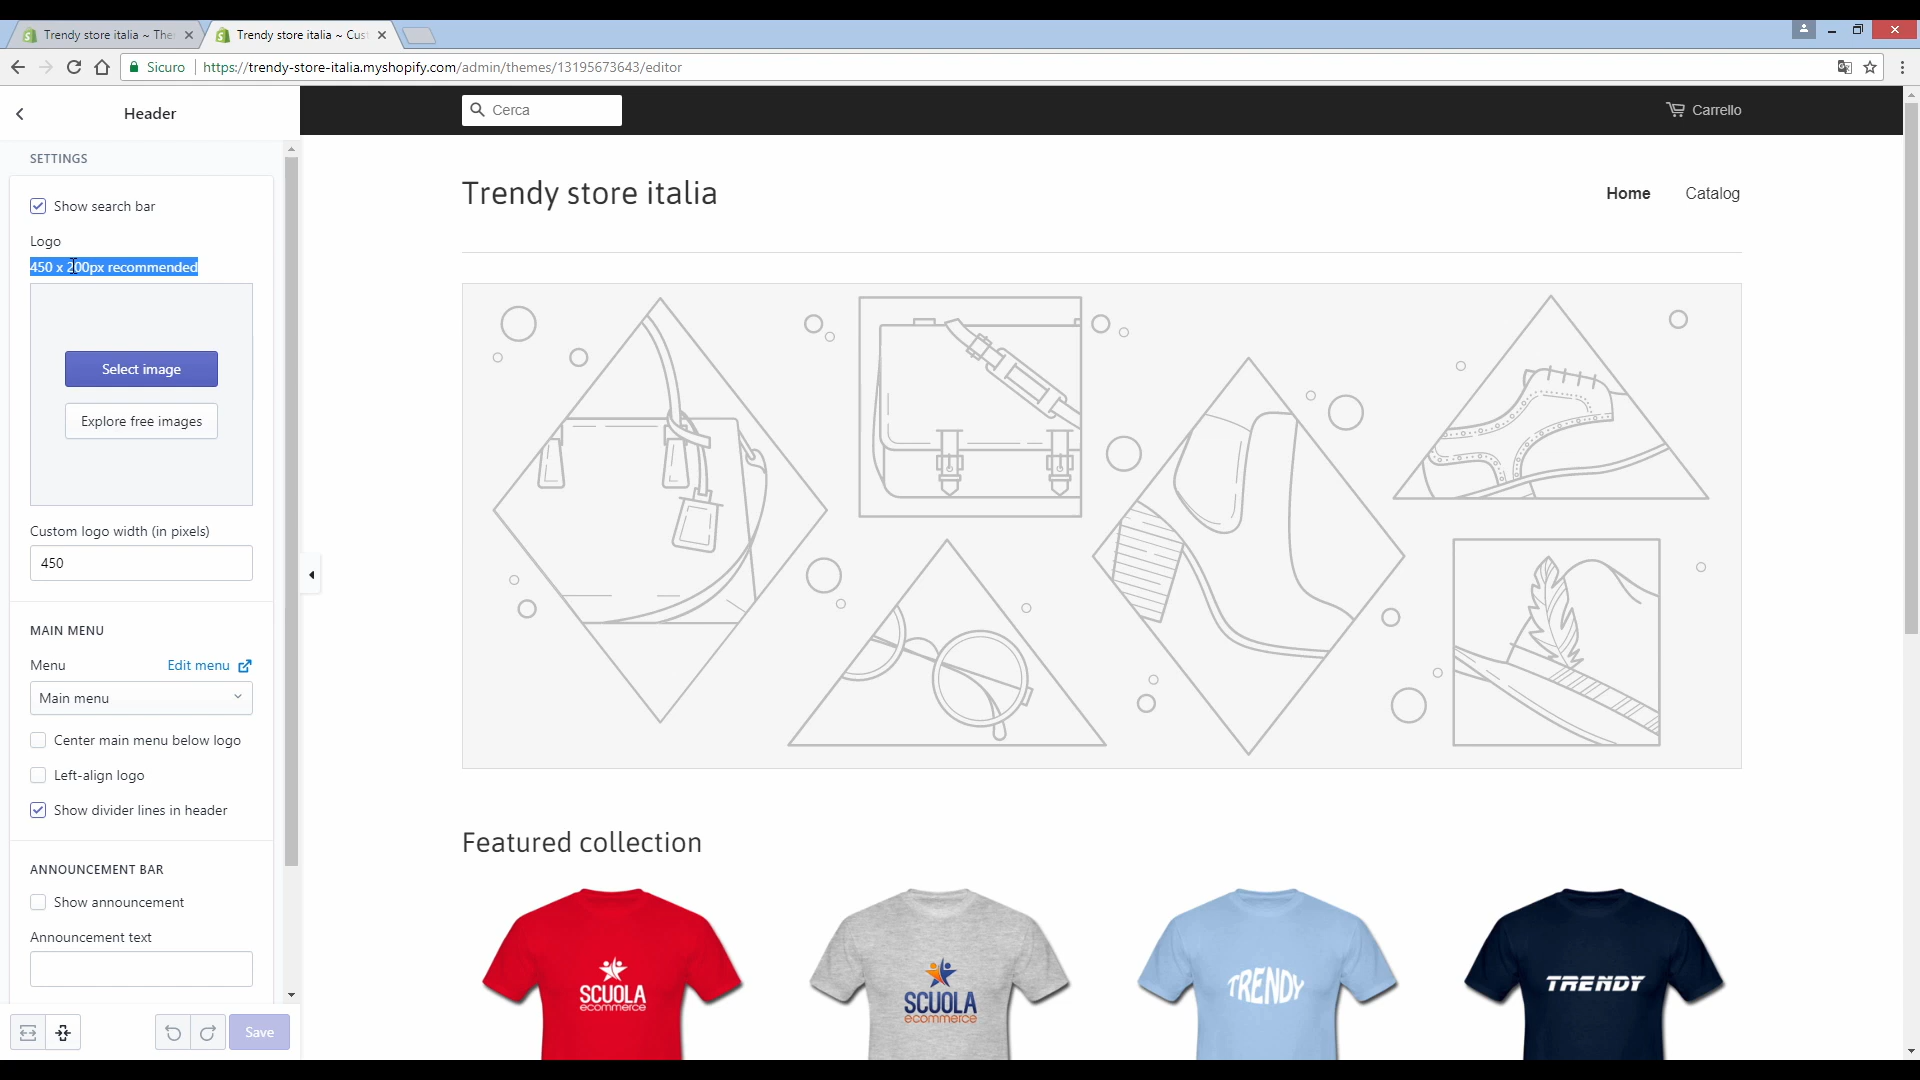 Trendy store italia ~ The
Trendy store italia ~ Cus
Sicuro
https://trendy-store-italia.myshopify.com/admin/themes/13195673643/editor
Header
SETTINGS
Show search bar
Logo
450 x 200px recommended
Select image
Explore free images
Custom logo width (in pixels)
450
MAIN MENU
Menu
Edit menu
Main menu
Center main menu below logo
Left-align logo
Show divider lines in header
ANNOUNCEMENT BAR
Show announcement
Announcement text
Save
Cerca
Carrello
Trendy store italia
Home
Catalog
Featured collection
SCUOLA
ecommerce
SCUOLA
ecommerce
TRENDY
TRENDY